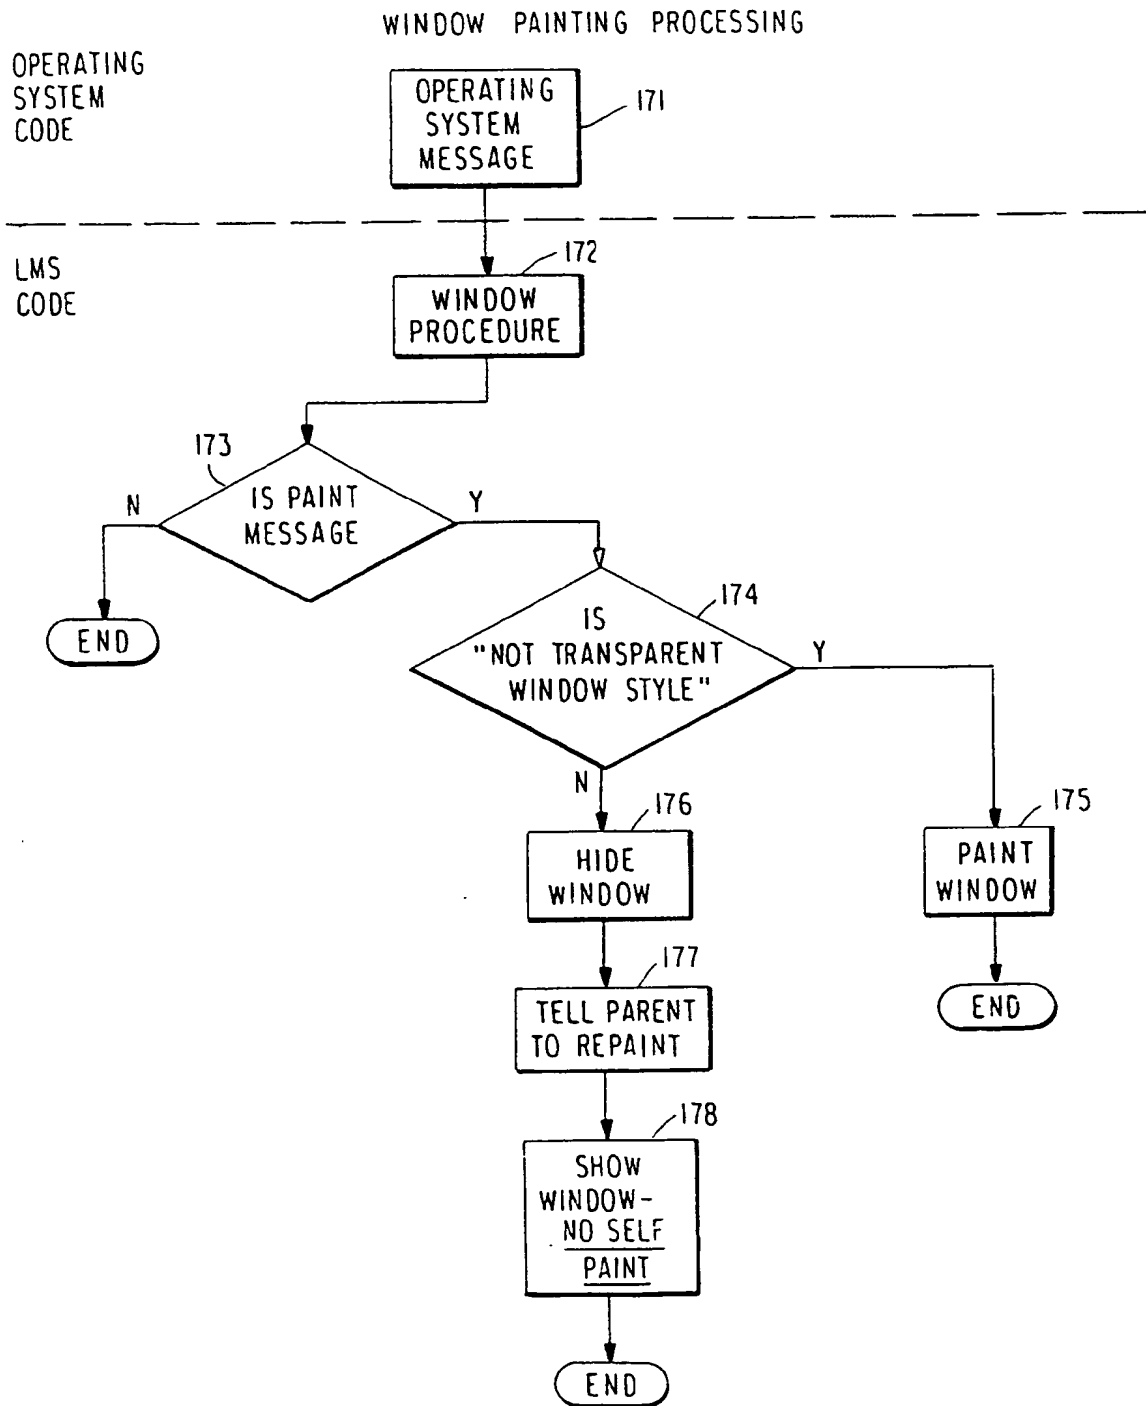 WINDOW PAINTING PROCESSING
OPERATING
SYSTEM
CODE
OPERATING
SYSTEM
MESSAGE
171
LMS
CODE
172
WINDOW
PROCEDURE
173
IS PAINT
MESSAGE
N
Y
END
174
IS
"NOT TRANSPARENT
WINDOW STYLE"
Y
N
176
HIDE
WINDOW
175
PAINT
WINDOW
177
TELL PARENT
TO REPAINT
END
178
SHOW
WINDOW-
NO SELF
PAINT
END